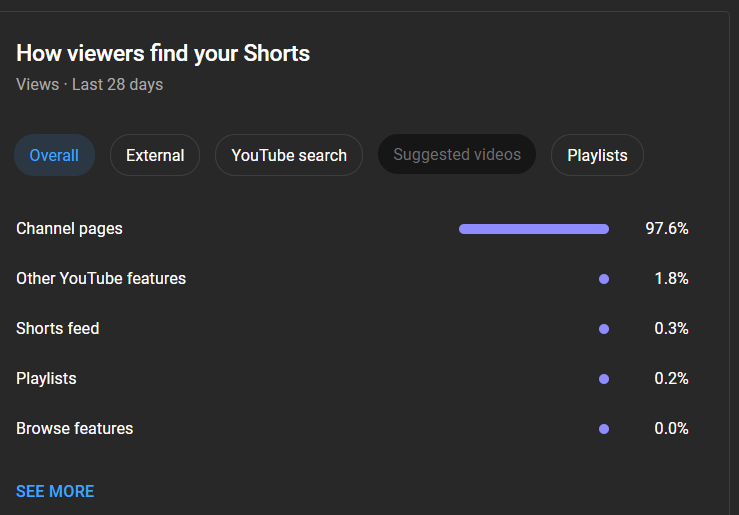 How viewers find your Shorts
Views · Last 28 days
Overall External YouTube search Suggested videos Playlists
Channel pages 97.6%
Other YouTube features 1.8%
Shorts feed 0.3%
Playlists 0.2%
Browse features 0.0%
SEE MORE